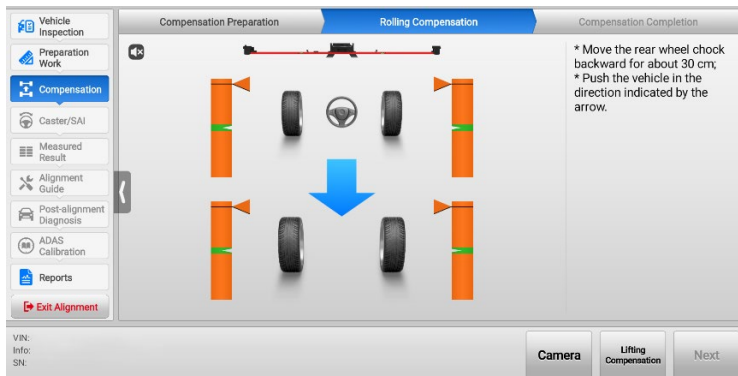 Vehicle
Inspection
Preparation
Work
Compensation
Caster/SAI
Measured
Result
Alignment
Guide
Post-alignment
Diagnosis
ADAS
Calibration
Reports
Exit Alignment
Compensation Preparation
Rolling Compensation
Compensation Completion
* Move the rear wheel chock
backward for about 30 cm;
* Push the vehicle in the
direction indicated by the
arrow.
VIN:
Info:
SN:
Camera
Lifting
Compensation
Next